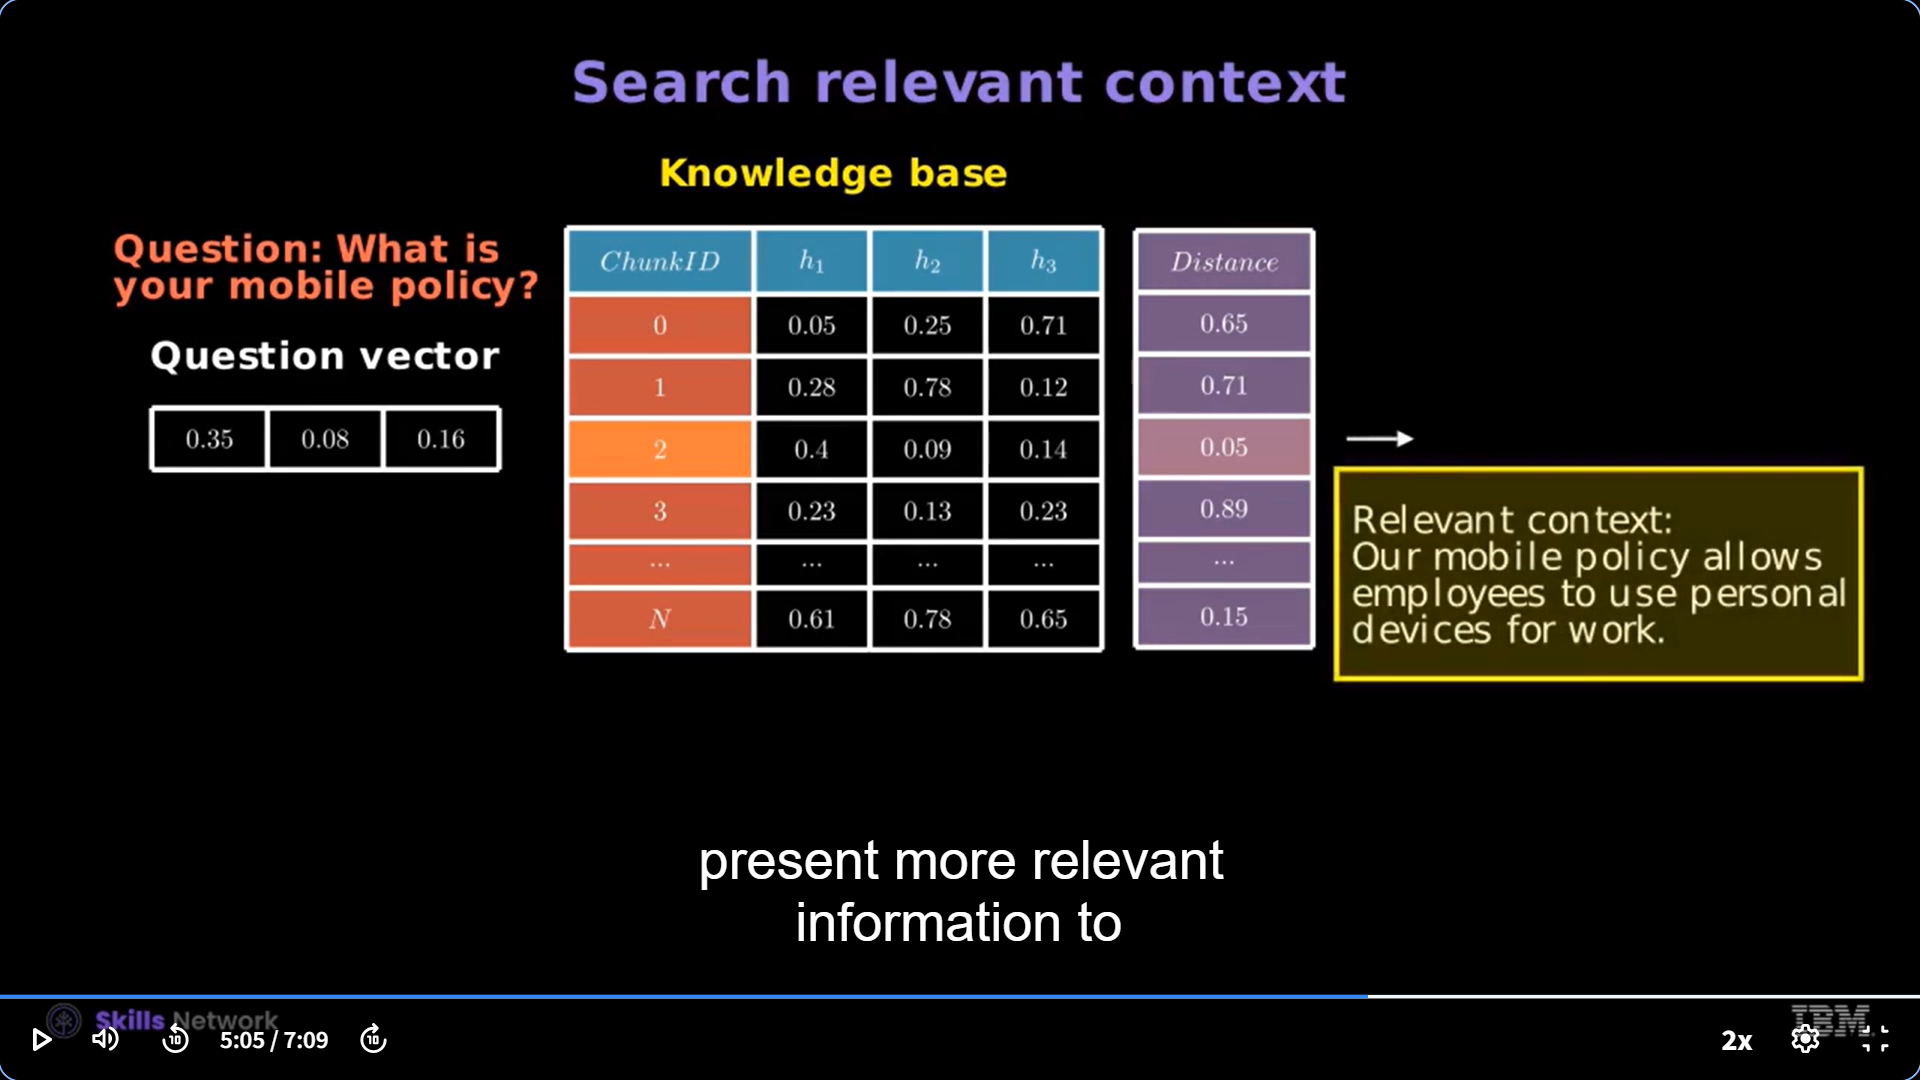 Search relevant context
Knowledge base
Question: What is
your mobile policy?
Question vector
0.35 0.08 0.16
ChunkID h1 h2 h3 Distance
0 0.05 0.25 0.71 0.65
1 0.28 0.78 0.12 0.71
2 0.4 0.09 0.14 0.05
3 0.23 0.13 0.23 0.89
... ... ... ... ...
N 0.61 0.78 0.65 0.15
Relevant context:
Our mobile policy allows
employees to use personal
devices for work.
present more relevant
information to
Skills Network
IBM
10
5:05 / 7:09
10
2x